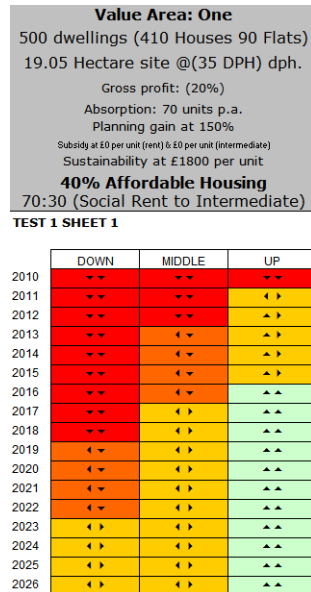 Value Area: One
500 dwellings (410 Houses 90 Flats)
19.05 Hectare site @(35 DPH) dph.
Gross profit: (20%)
Absorption: 70 units p.a.
Planning gain at 150%
Subsidy at £0 per unit (rent) & £0 per unit (intermediate)
Sustainability at £1800 per unit
40% Affordable Housing
70:30 (Social Rent to Intermediate)
TEST 1 SHEET 1
DOWN MIDDLE UP
2010
2011
2012
2013
2014
2015
2016
2017
2018
2019
2020
2021
2022
2023
2024
2025
2026